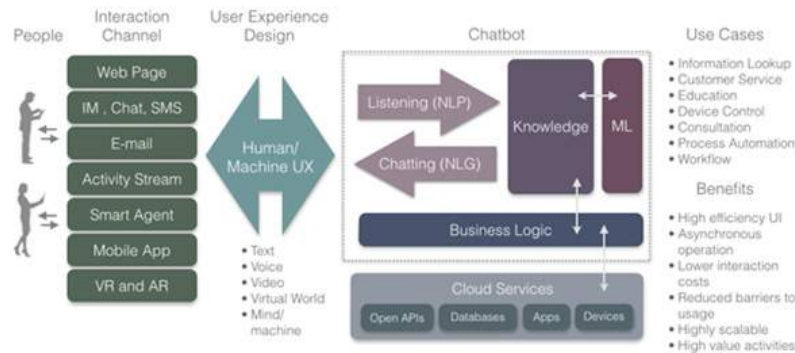 People
Interaction
Channel
User Experience
Design
Chatbot
Use Cases
Web Page
IM , Chat, SMS
E-mail
Activity Stream
Smart Agent
Mobile App
VR and AR
Human/
Machine UX
• Text
• Voice
• Video
• Virtual World
• Mind/
machine
Listening (NLP)
Chatting (NLG)
Knowledge
ML
Business Logic
Cloud Services
Open APIs
Databases
Apps
Devices
• Information Lookup
• Customer Service
• Education
• Device Control
• Consultation
• Process Automation
• Workflow
Benefits
• High efficiency UI
• Asynchronous
operation
• Lower interaction
costs
• Reduced barriers to
usage
• Highly scalable
• High value activities